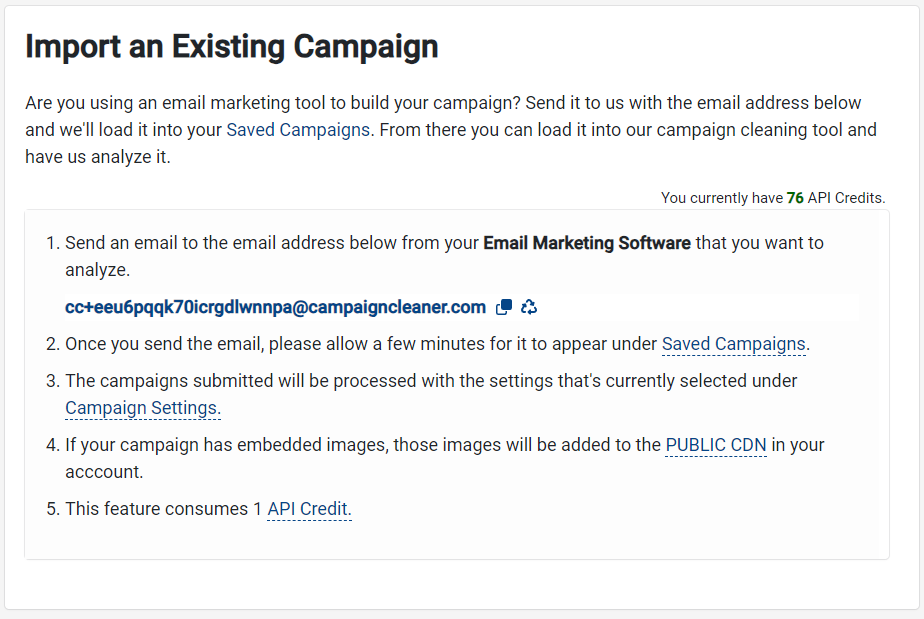 Import an Existing Campaign
Are you using an email marketing tool to build your campaign? Send it to us with the email address below
and we'll load it into your Saved Campaigns. From there you can load it into our campaign cleaning tool and
have us analyze it.
You currently have 76 API Credits.
1. Send an email to the email address below from your Email Marketing Software that you want to
analyze.
cc+eeu6pqqk70icrgdlwnnpa@campaigncleaner.com
2. Once you send the email, please allow a few minutes for it to appear under Saved Campaigns.
3. The campaigns submitted will be processed with the settings that's currently selected under
Campaign Settings.
4. If your campaign has embedded images, those images will be added to the PUBLIC CDN in your
acccount.
5. This feature consumes 1 API Credit.